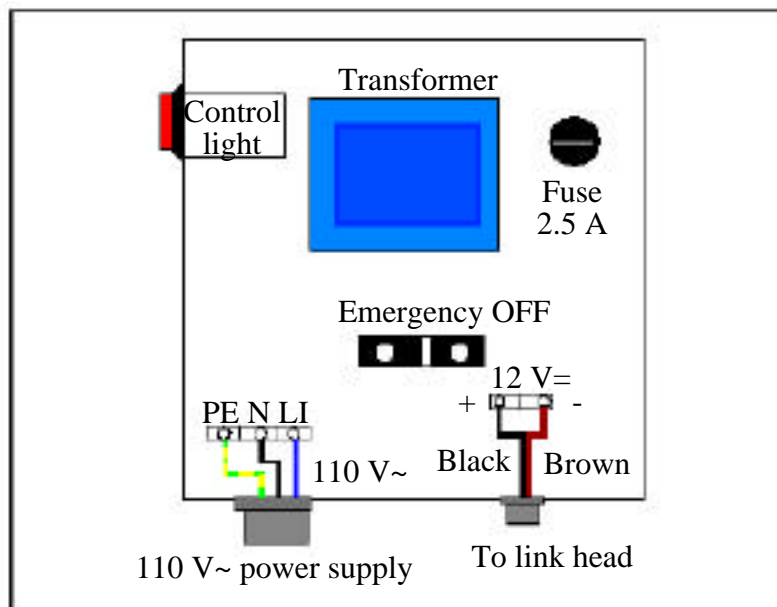 Transformer
Control
light
Fuse
2.5 A
Emergency OFF
12 V=
+ -
PE N LI
Black
Brown
110 V~
110 V~ power supply
To link head